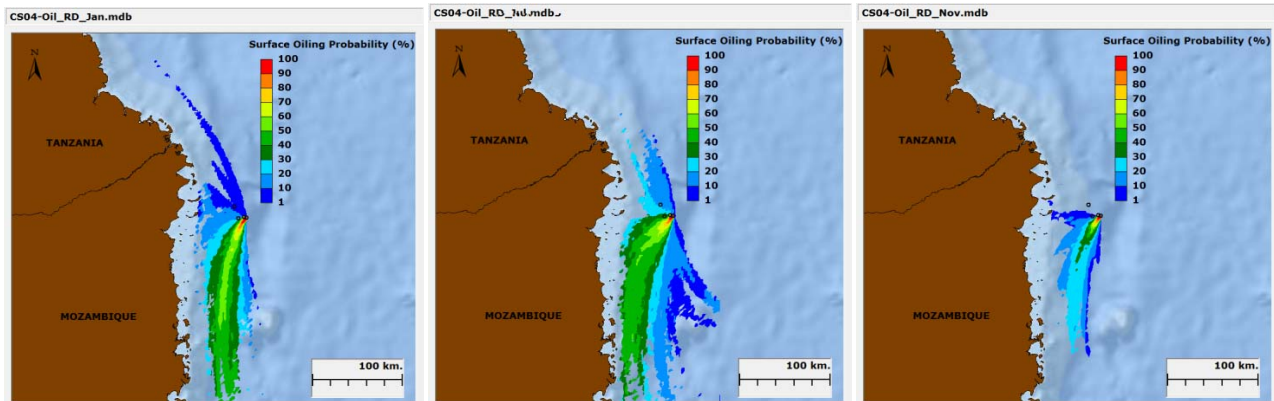 CS04-Oil_RD_Jan.mdb
Surface Oiling Probability (%)
N
100
90
80
70
60
50
40
30
20
10
1
TANZANIA
MOZAMBIQUE
100 km.
CS04-Oil_RD_Jul.mdb
Surface Oiling Probability (%)
N
100
90
80
70
60
50
40
30
20
10
1
TANZANIA
MOZAMBIQUE
100 km.
CS04-Oil_RD_Nov.mdb
Surface Oiling Probability (%)
N
100
90
80
70
60
50
40
30
20
10
1
TANZANIA
MOZAMBIQUE
100 km.